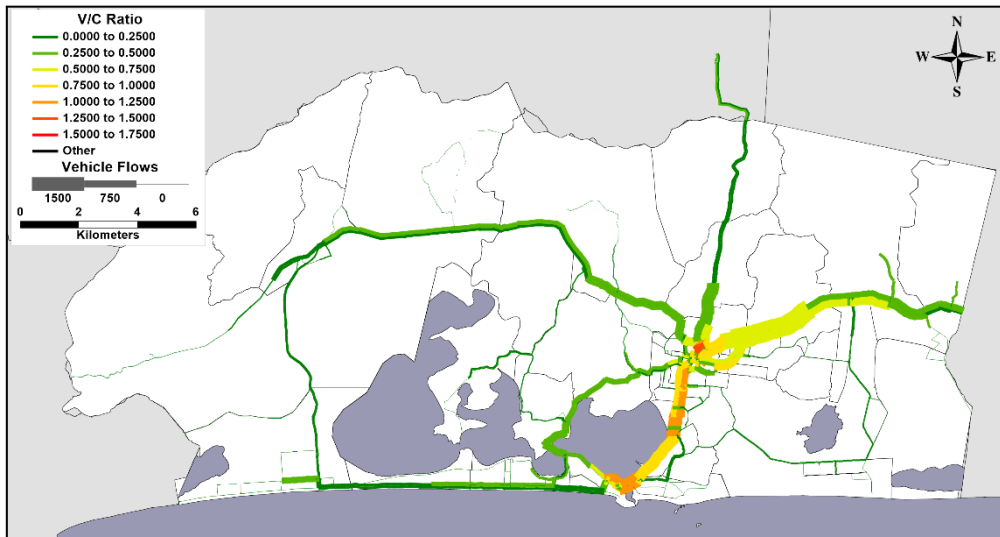 V/C Ratio
0.0000 to 0.2500
0.2500 to 0.5000
0.5000 to 0.7500
0.7500 to 1.0000
1.0000 to 1.2500
1.2500 to 1.5000
1.5000 to 1.7500
Other
Vehicle Flows
1500 750 0
0 2 4 6
Kilometers
N
W E
S